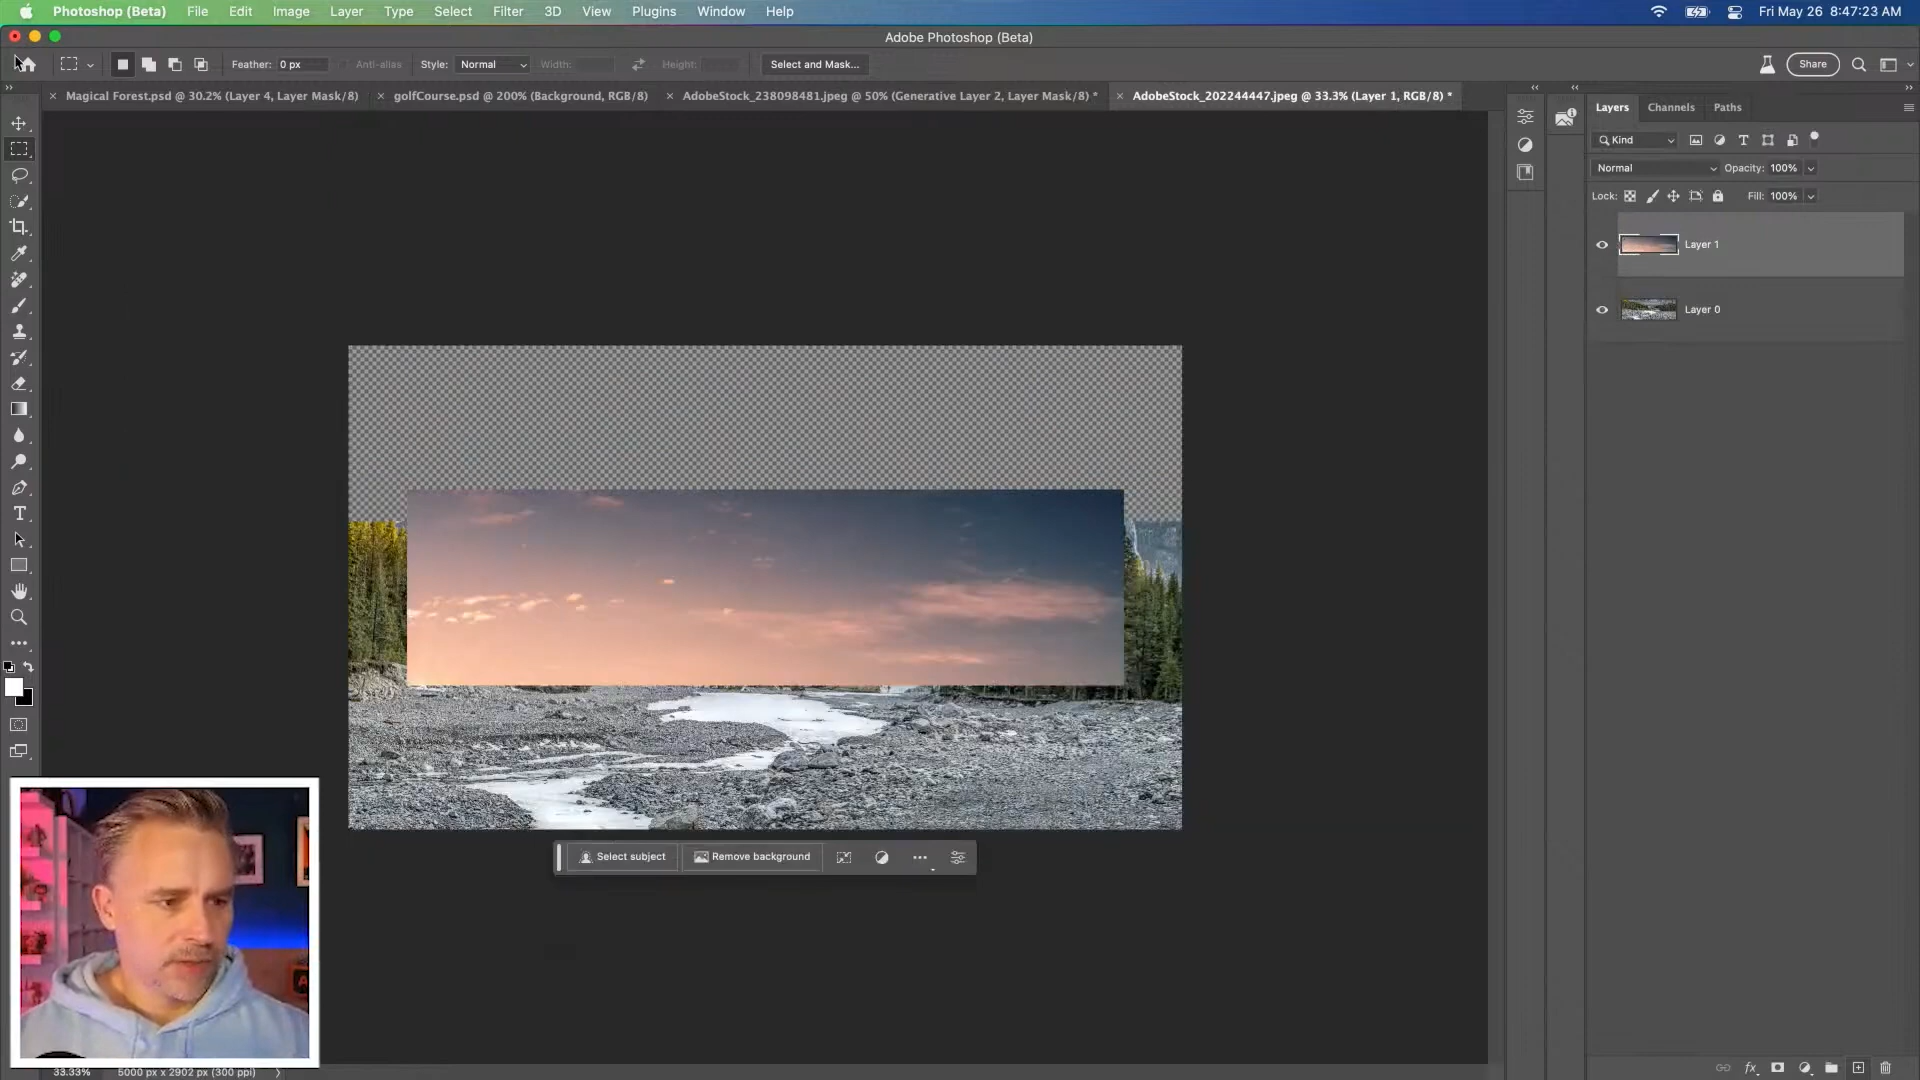 Photoshop (Beta) File Edit Image Layer Type Select Filter 3D View Plugins Window Help Fri May 26 8:47:23 AM
Adobe Photoshop (Beta)
Feather: 0 px Anti-alias Style: Normal Width: Height: Select and Mask... Share
Magical Forest.psd @ 30.2% (Layer 4, Layer Mask/8) golfCourse.psd @ 200% (Background, RGB/8) AdobeStock_238098481.jpeg @ 50% (Generative Layer 2, Layer Mask/8) * AdobeStock_202244447.jpeg @ 33.3% (Layer 1, RGB/8) *
Layers Channels Paths
Kind
Normal Opacity: 100%
Lock: Fill: 100%
Layer 1
Layer 0
Select subject Remove background
33.33% 5000 px x 2902 px (300 ppi)